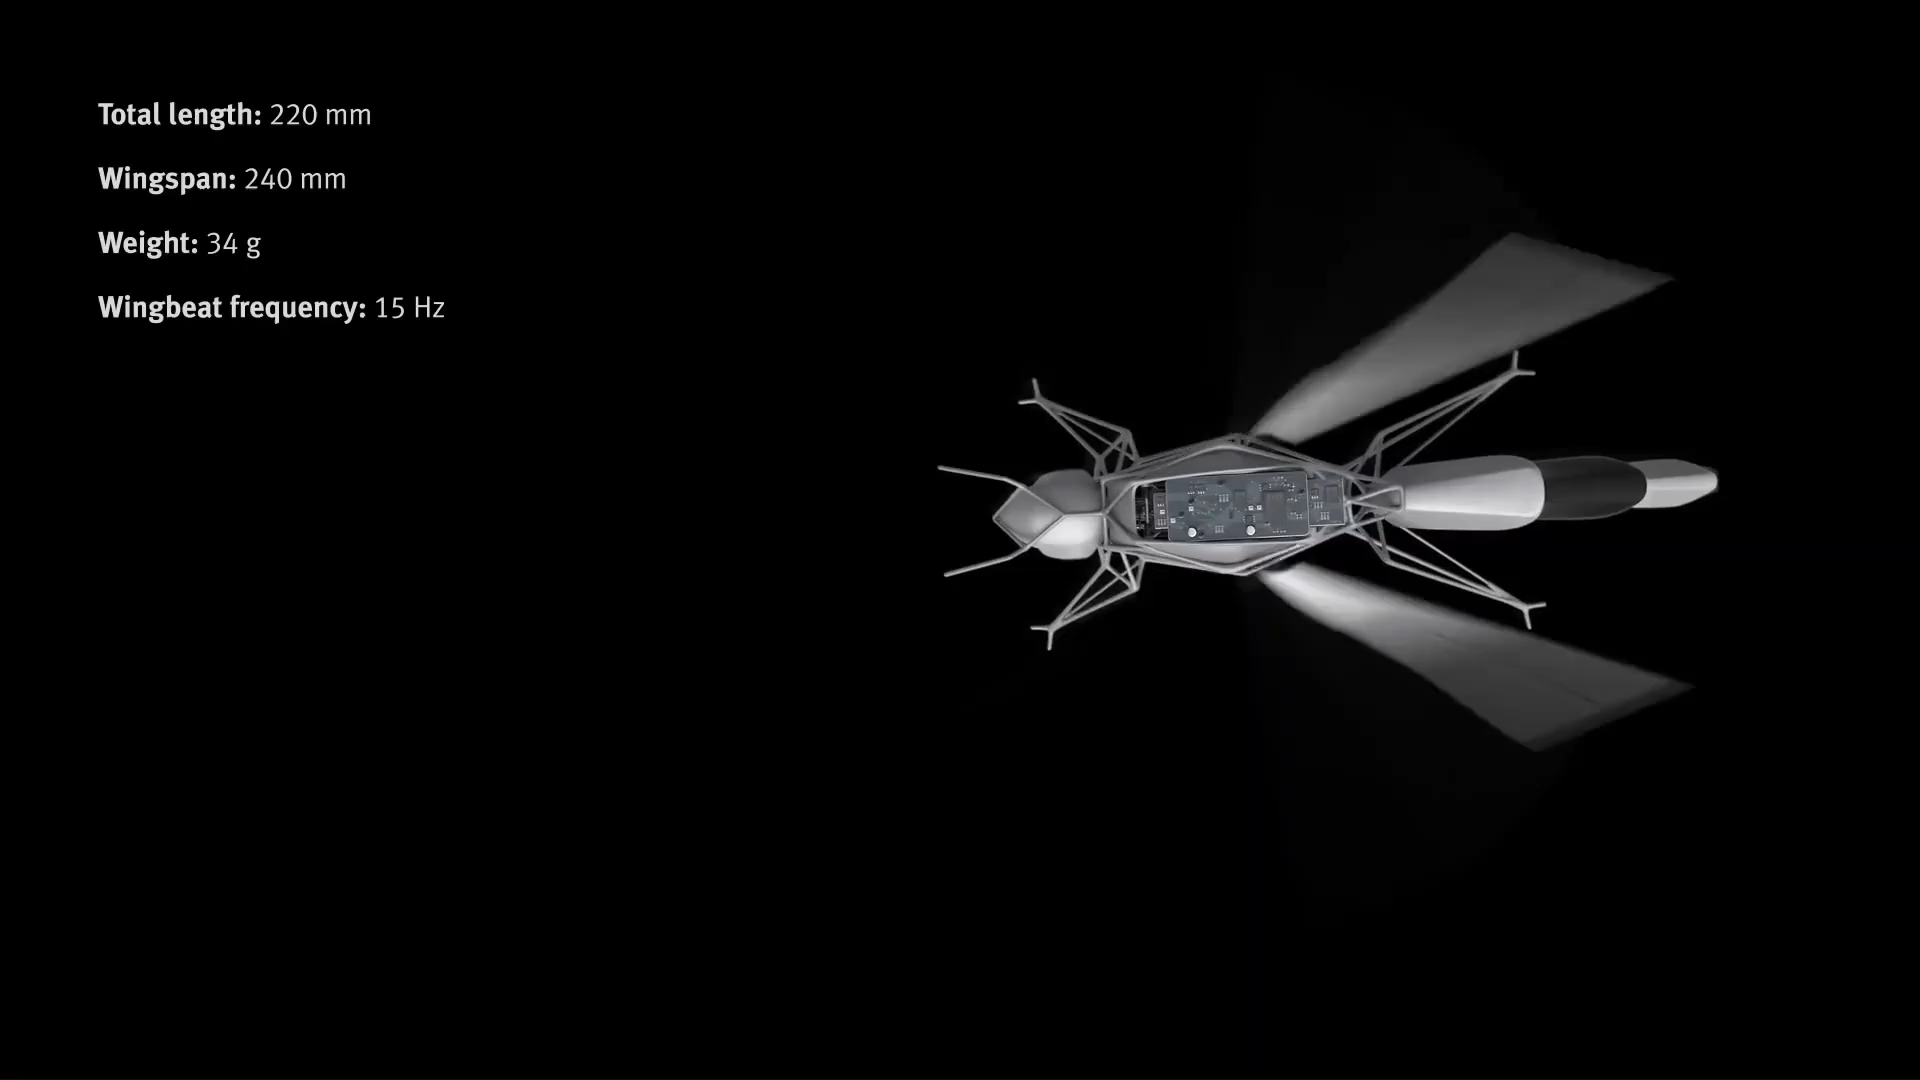 Total length: 220 mm
Wingspan: 240 mm
Weight: 34 g
Wingbeat frequency: 15 Hz